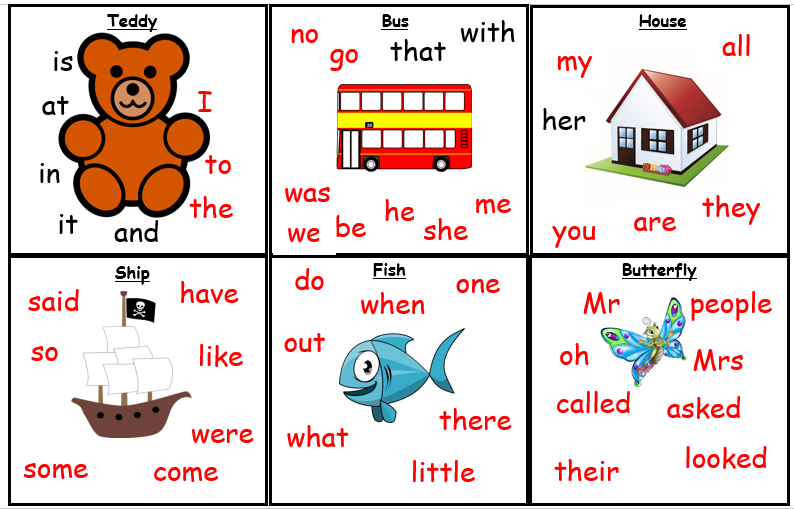 Teddy
is
at
I
in
to
the
it
and
Bus
no
go
that
with
was
we
be
he
she
me
20
House
my
all
her
you
are
they
Ship
said
have
so
like
were
some
come
Fish
do
when
one
out
what
there
little
Butterfly
Mr
people
oh
Mrs
called
asked
their
looked